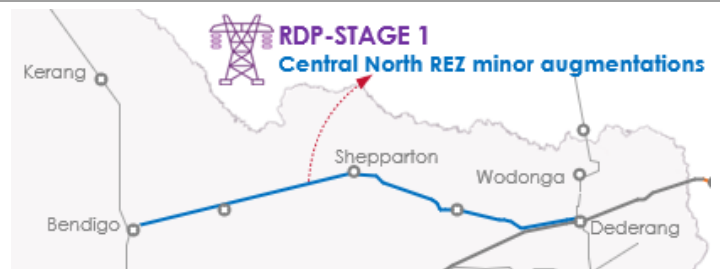 RDP-STAGE 1
Central North REZ minor augmentations
Kerang
Shepparton
Wodonga
Bendigo
Dederang